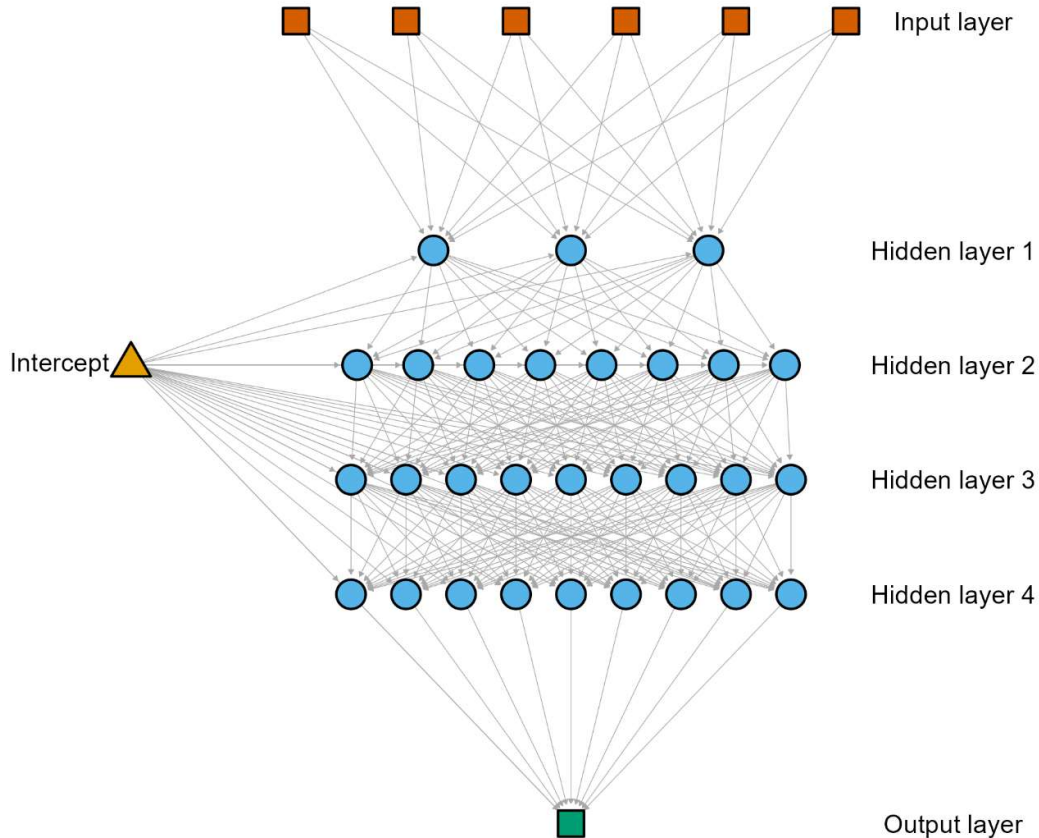 Input layer
Hidden layer 1
Intercept
Hidden layer 2
Hidden layer 3
Hidden layer 4
Output layer